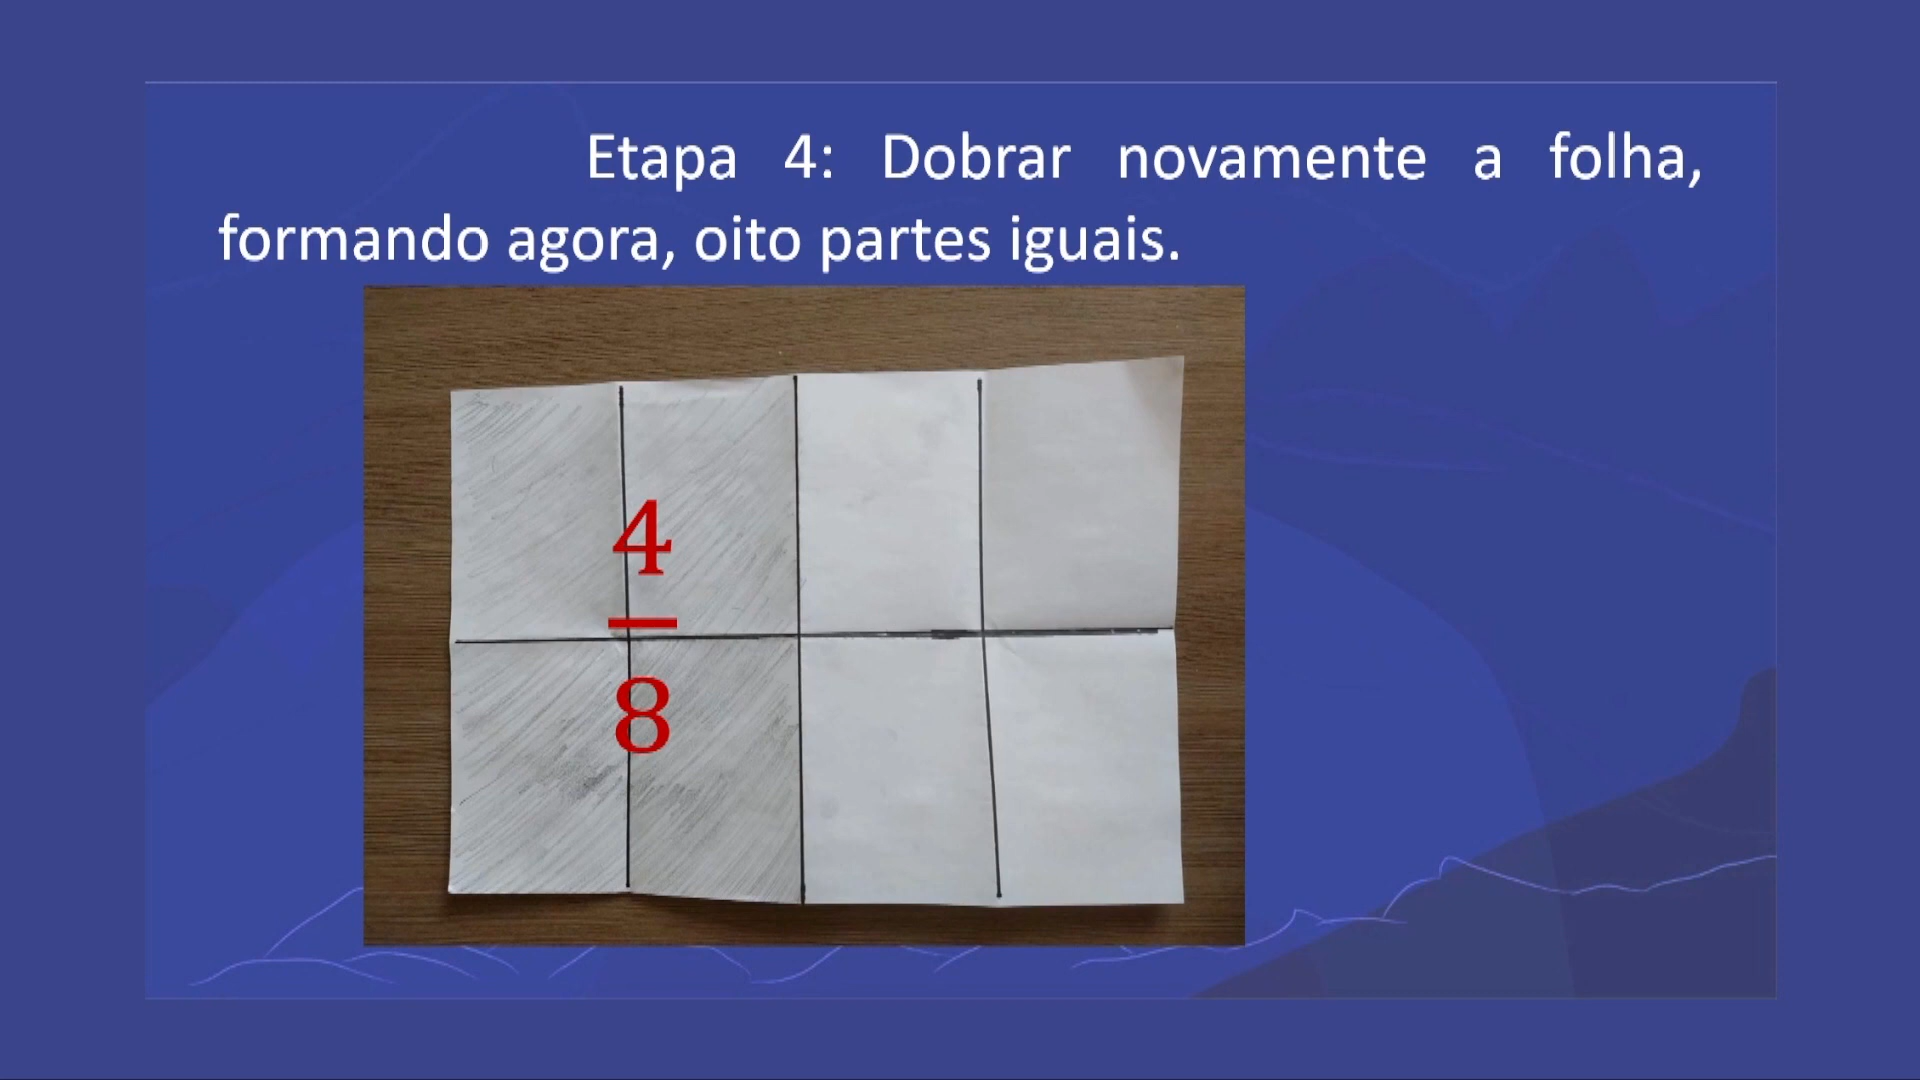 Etapa 4: Dobrar novamente a folha,
formando agora, oito partes iguais.
4
8